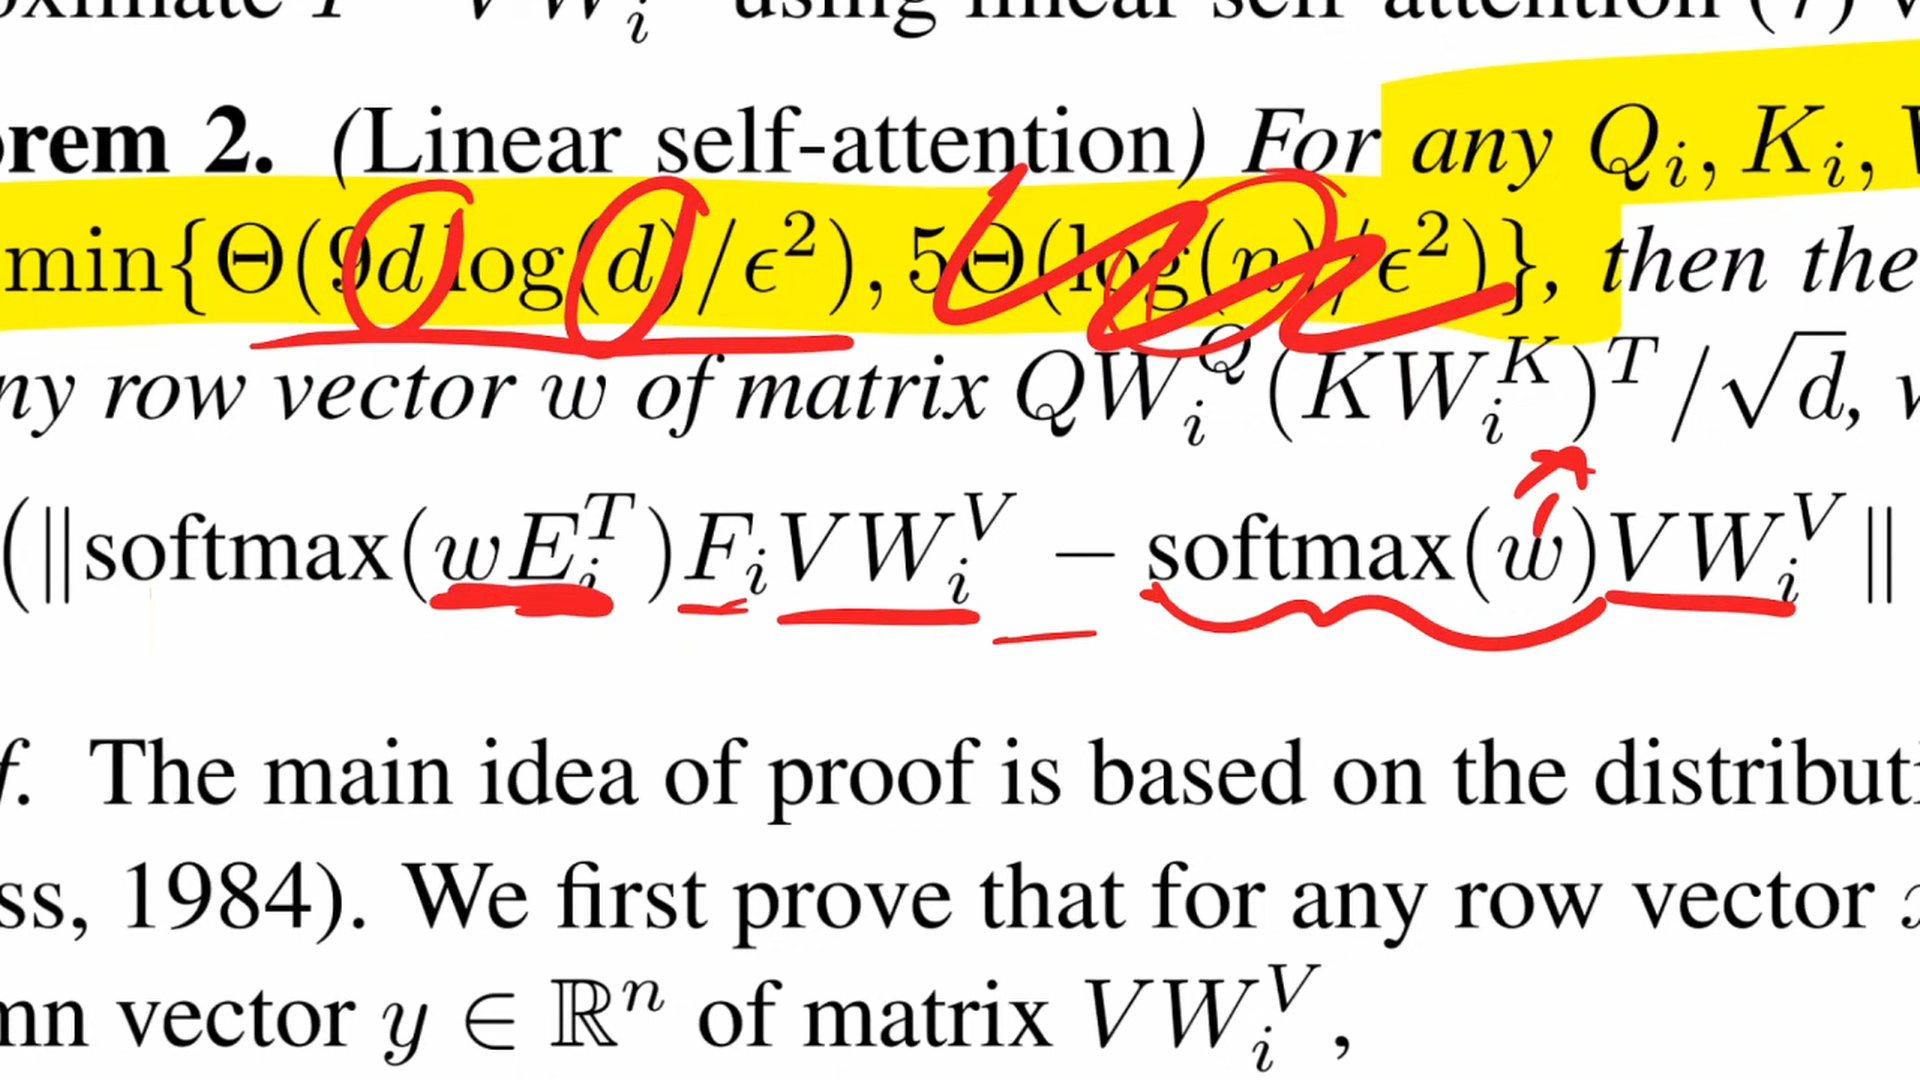 oximate P · VW_i using linear self-attention (7) v
orem 2. (Linear self-attention) For any Q_i, K_i, V
min{Θ(9d log(d)/ϵ²), 5Θ(log(n)/ϵ²)}, then the
ny row vector w of matrix QW_i^Q(KW_i^K)^T/√d, v
(‖softmax(wE_i^T)F_iVW_i^V − softmax(w)VW_i^V‖
f. The main idea of proof is based on the distributi
ss, 1984). We first prove that for any row vector x
mn vector y ∈ ℝ^n of matrix VW_i^V,